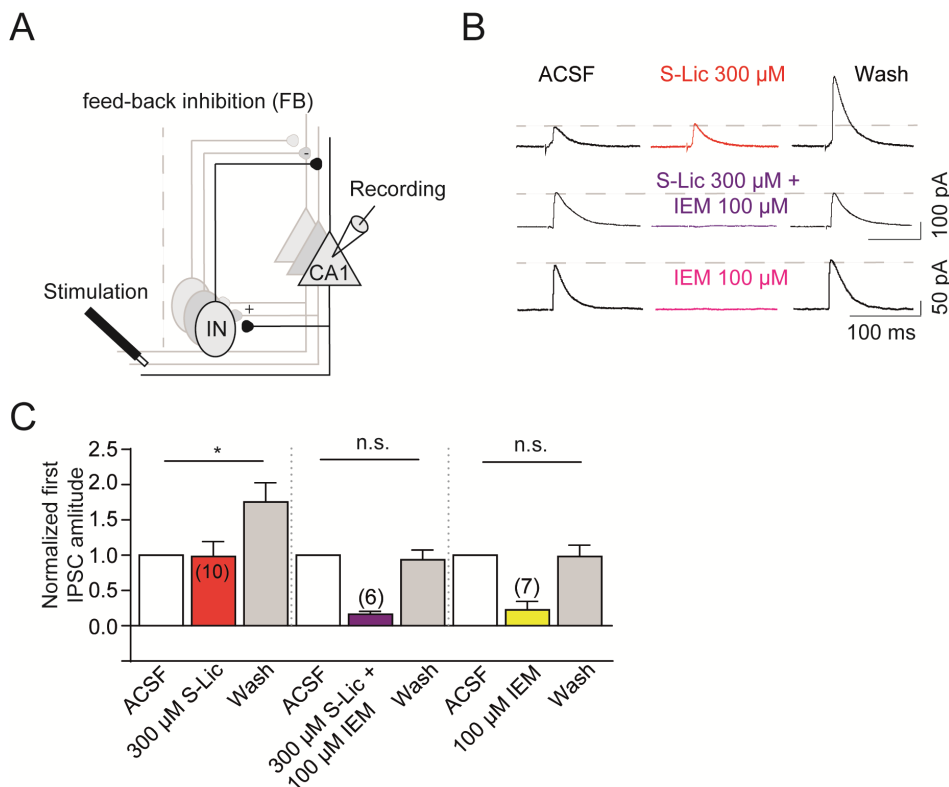 A
feed-back inhibition (FB)
-
Recording
CA1
Stimulation
IN
+
B
ACSF
S-Lic 300 µM
Wash
S-Lic 300 µM +
IEM 100 µM
100 pA
IEM 100 µM
50 pA
100 ms
C
Normalized first
IPSC amlitude
2.5
2.0
1.5
1.0
0.5
0.0
*
n.s.
n.s.
(10)
(6)
(7)
ACSF
300 µM S-Lic
Wash
ACSF
300 µM S-Lic +
100 µM IEM
Wash
ACSF
100 µM IEM
Wash